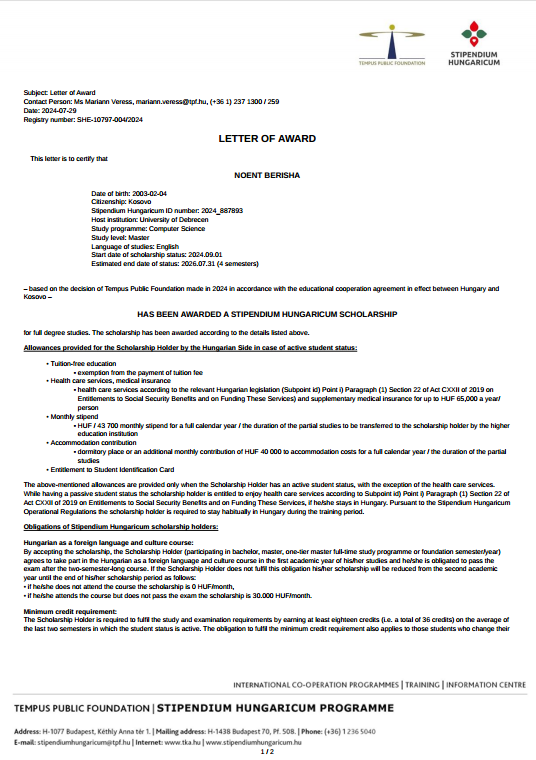 TEMPUS PUBLIC FOUNDATION
STIPENDIUM
HUNGARICUM
Subject: Letter of Award
Contact Person: Ms Mariann Veress, mariann.veress@tpf.hu, (+36 1) 237 1300 / 259
Date: 2024-07-29
Registry number: SHE-10797-004/2024
LETTER OF AWARD
This letter is to certify that
NOENT BERISHA
Date of birth: 2003-02-04
Citizenship: Kosovo
Stipendium Hungaricum ID number: 2024_887893
Host institution: University of Debrecen
Study programme: Computer Science
Study level: Master
Language of studies: English
Start date of scholarship status: 2024.09.01
Estimated end date of status: 2026.07.31 (4 semesters)
– based on the decision of Tempus Public Foundation made in 2024 in accordance with the educational cooperation agreement in effect between Hungary and
Kosovo –
HAS BEEN AWARDED A STIPENDIUM HUNGARICUM SCHOLARSHIP
for full degree studies. The scholarship has been awarded according to the details listed above.
Allowances provided for the Scholarship Holder by the Hungarian Side in case of active student status:
• Tuition-free education
• exemption from the payment of tuition fee
• Health care services, medical insurance
• health care services according to the relevant Hungarian legislation (Subpoint id) Point i) Paragraph (1) Section 22 of Act CXXII of 2019 on
Entitlements to Social Security Benefits and on Funding These Services) and supplementary medical insurance for up to HUF 65,000 a year/
person
• Monthly stipend
• HUF / 43 700 monthly stipend for a full calendar year / the duration of the partial studies to be transferred to the scholarship holder by the higher
education institution
• Accommodation contribution
• dormitory place or an additional monthly contribution of HUF 40 000 to accommodation costs for a full calendar year / the duration of the partial
studies
• Entitlement to Student Identification Card
The above-mentioned allowances are provided only when the Scholarship Holder has an active student status, with the exception of the health care services.
While having a passive student status the scholarship holder is entitled to enjoy health care services according to Subpoint id) Point i) Paragraph (1) Section 22 of
Act CXXII of 2019 on Entitlements to Social Security Benefits and on Funding These Services, if he/she stays in Hungary. Pursuant to the Stipendium Hungaricum
Operational Regulations the scholarship holder is required to stay habitually in Hungary during the training period.
Obligations of Stipendium Hungaricum scholarship holders:
Hungarian as a foreign language and culture course:
By accepting the scholarship, the Scholarship Holder (participating in bachelor, master, one-tier master full-time study programme or foundation semester/year)
agrees to take part in the Hungarian as a foreign language and culture course in the first academic year of his/her studies and he/she is obligated to pass the
exam after the two-semester-long course. If the Scholarship Holder does not fulfil this obligation his/her scholarship will be reduced from the second academic
year until the end of his/her scholarship period as follows:
• if he/she does not attend the course the scholarship is 0 HUF/month,
• if he/she attends the course but does not pass the exam the scholarship is 30.000 HUF/month.
Minimum credit requirement:
The Scholarship Holder is required to fulfil the study and examination requirements by earning at least eighteen credits (i.e. a total of 36 credits) on the average of
the last two semesters in which the student status is active. The obligation to fulfil the minimum credit requirement also applies to those students who change their
INTERNATIONAL CO-OPERATION PROGRAMMES | TRAINING | INFORMATION CENTRE
TEMPUS PUBLIC FOUNDATION | STIPENDIUM HUNGARICUM PROGRAMME
Address: H-1077 Budapest, Kéthly Anna tér 1. | Mailing address: H-1438 Budapest 70, Pf. 508. | Phone: (+36) 1 236 5040
E-mail: stipendiumhungaricum@tpf.hu | Internet: www.tka.hu | www.stipendiumhungaricum.hu
1 / 2